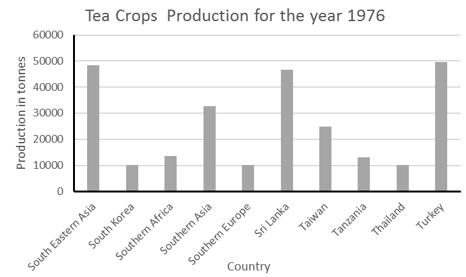 Tea Crops Production for the year 1976
Production in tonnes
60000
50000
40000
30000
20000
10000
0
South Eastern Asia
South Korea
Southern Africa
Southern Asia
Southern Europe
Sri Lanka
Taiwan
Tanzania
Thailand
Turkey
Country